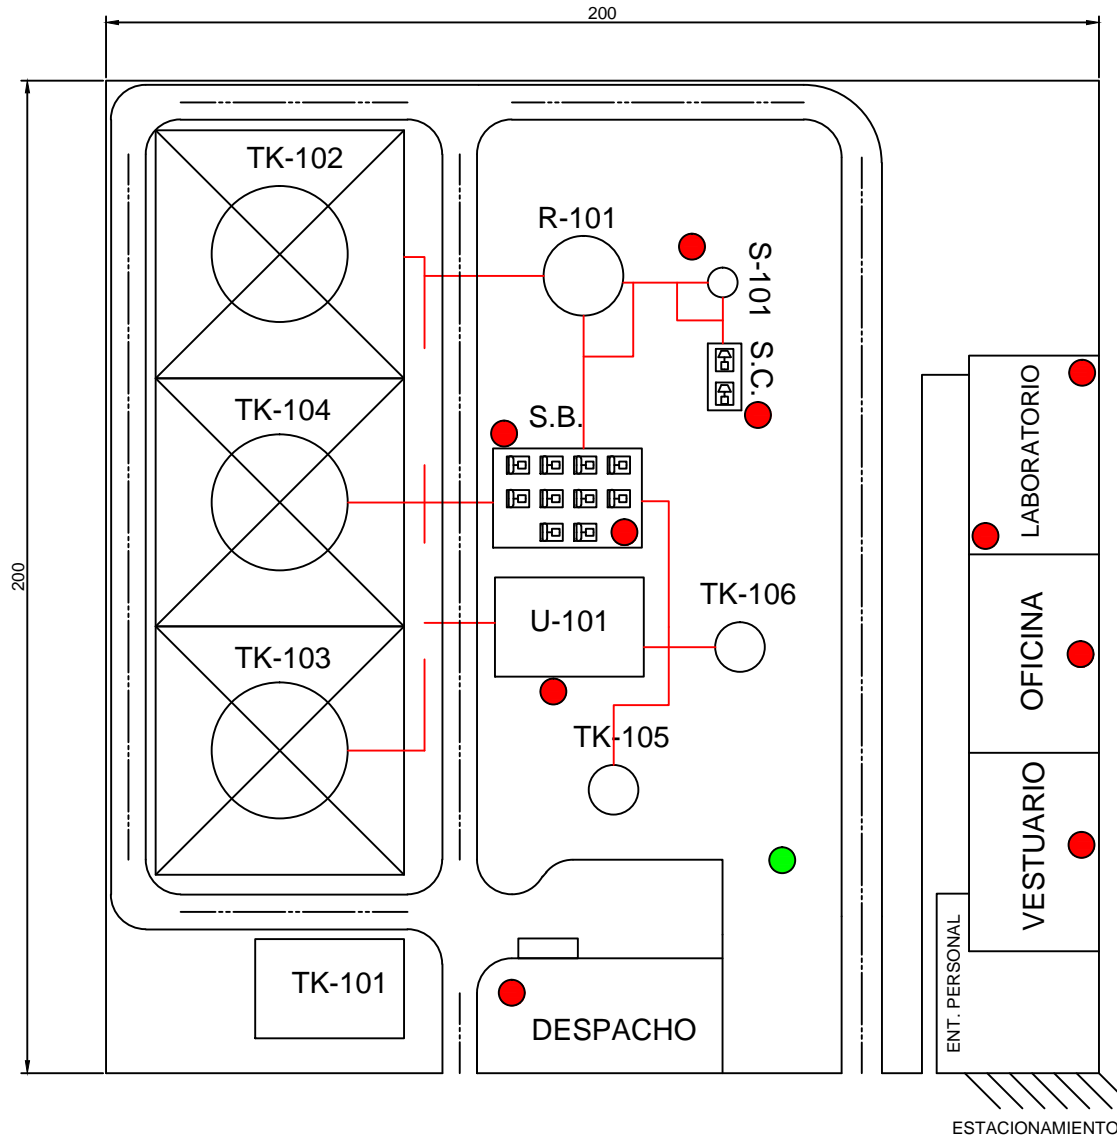 200
200
TK-102
R-101
S-101
S.C.
TK-104
S.B.
LABORATORIO
TK-106
U-101
OFICINA
TK-103
TK-105
VESTUARIO
TK-101
ENT. PERSONAL
DESPACHO
ESTACIONAMIENTO